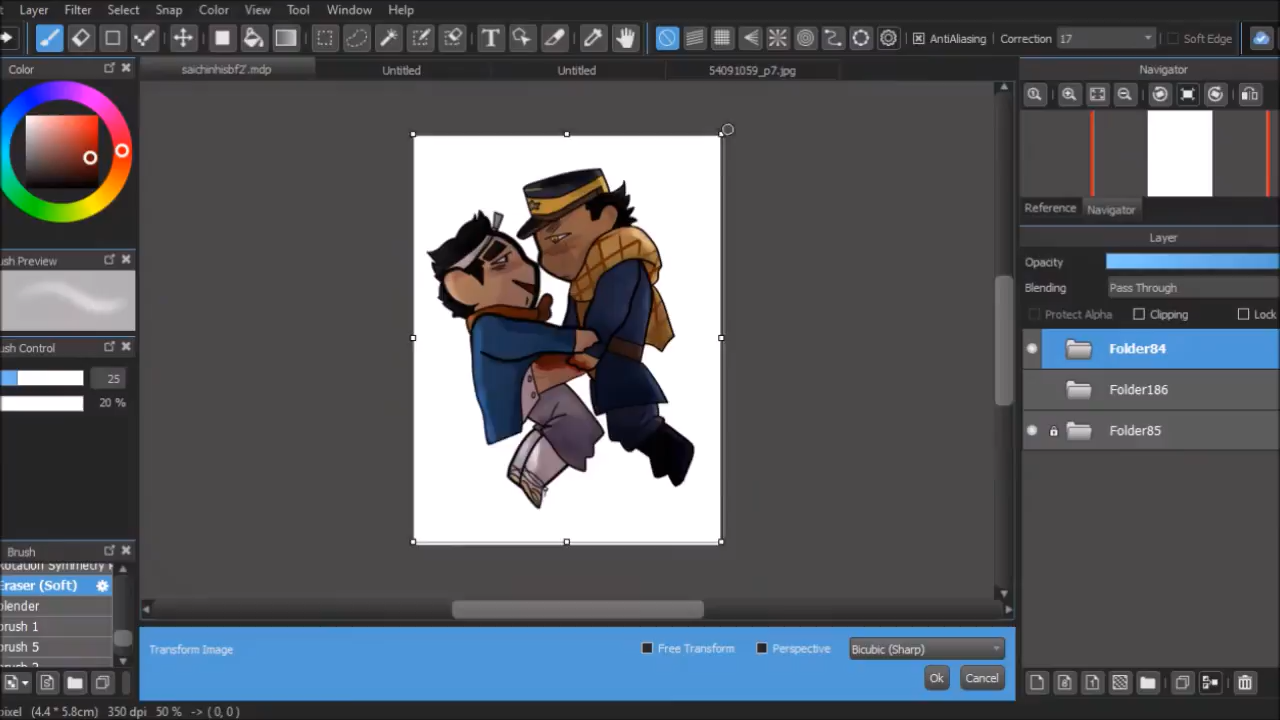 Layer Filter Select Snap Color View Tool Window Help
T AntiAliasing Correction 17 Soft Edge
Color saichinhisbf2'.mdp Untitled Untitled 54091059_p7.jpg Navigator
Reference Navigator
Layer
ush Preview Opacity
Blending Pass Through
Protect Alpha Clipping Lock
ush Control Folder84
25
Folder186
20 %
Folder85
Brush
Rotation Symmetry
Eraser (Soft)
lender
rush 1
rush 5
Transform Image Free Transform Perspective Bicubic (Sharp)
Ok Cancel
pixel (4.4 * 5.8cm) 350 dpi 50 % -> ( 0, 0 )